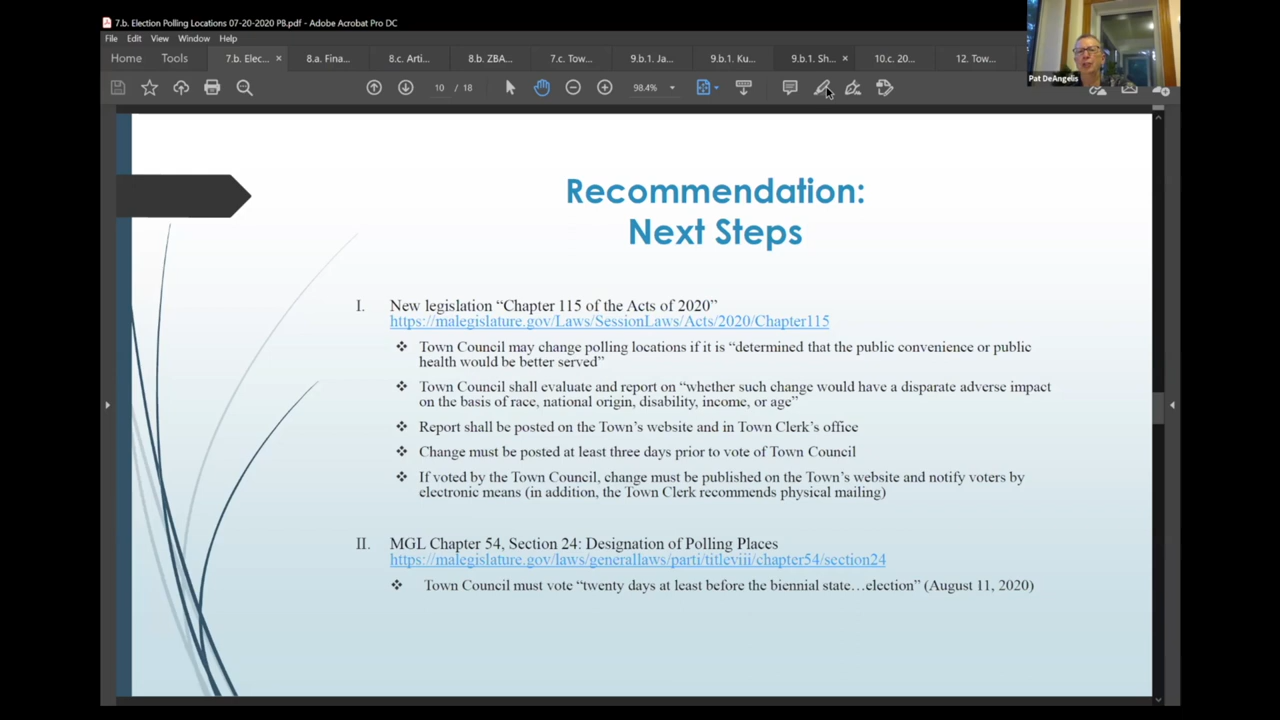 7.b. Election Polling Locations 07-20-2020 PB.pdf - Adobe Acrobat Pro DC
File Edit View Window Help
Home Tools 7.b. Elec... × 8.a. Fina... 8.c. Arti... 8.b. ZBA... 7.c. Tow... 9.b.1. Ja... 9.b.1. Ku... 9.b.1. Sh... × 10.c. 20... 12. Tow...
Pat DeAngelis
10 / 18 98.4%
Recommendation:
Next Steps
I. New legislation “Chapter 115 of the Acts of 2020”
https://malegislature.gov/Laws/SessionLaws/Acts/2020/Chapter115
❖ Town Council may change polling locations if it is “determined that the public convenience or public
health would be better served”
❖ Town Council shall evaluate and report on “whether such change would have a disparate adverse impact
on the basis of race, national origin, disability, income, or age”
❖ Report shall be posted on the Town’s website and in Town Clerk’s office
❖ Change must be posted at least three days prior to vote of Town Council
❖ If voted by the Town Council, change must be published on the Town’s website and notify voters by
electronic means (in addition, the Town Clerk recommends physical mailing)
II. MGL Chapter 54, Section 24: Designation of Polling Places
https://malegislature.gov/laws/generallaws/parti/titleviii/chapter54/section24
❖ Town Council must vote “twenty days at least before the biennial state…election” (August 11, 2020)